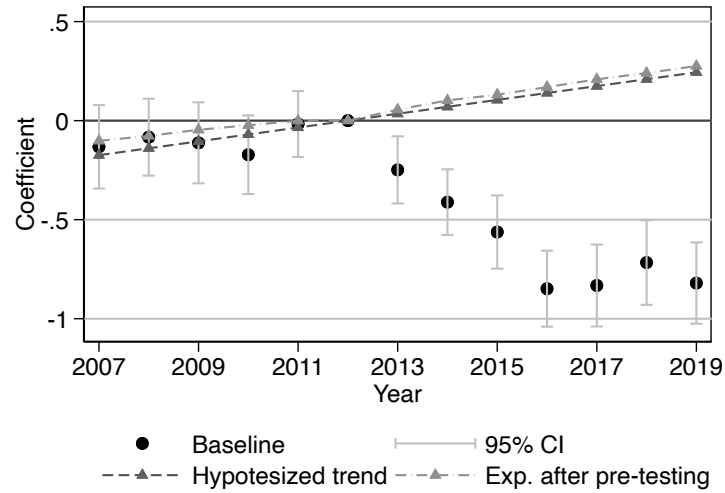 .5
0
-.5
-1
Coefficient
2007 2009 2011 2013 2015 2017 2019
Year
Baseline 95% CI
Hypotesized trend Exp. after pre-testing